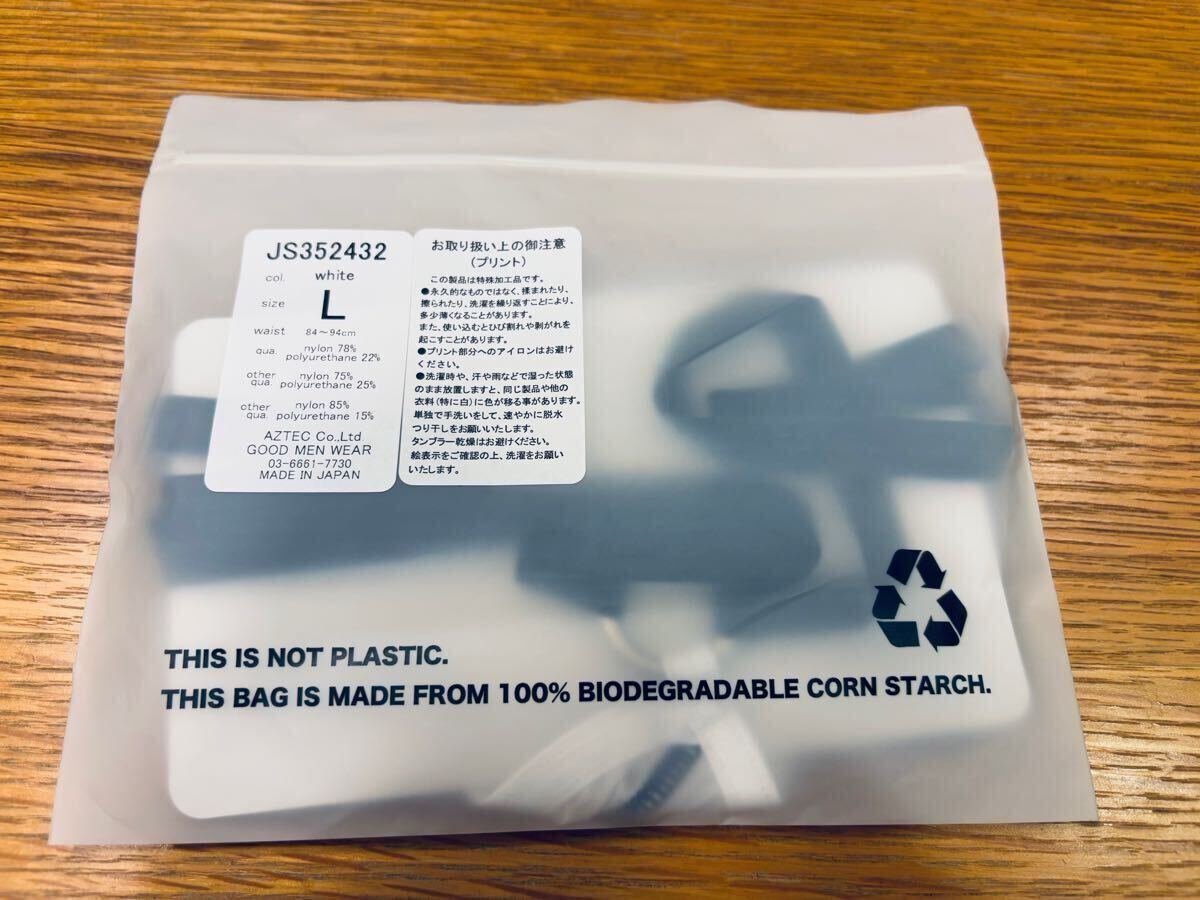 JS352432
col. white
size L
waist 84～94cm
qua. nylon 78%
polyurethane 22%
other qua. nylon 75%
polyurethane 25%
other qua. nylon 85%
polyurethane 15%
AZTEC Co.,Ltd
GOOD MEN WEAR
03-6661-7730
MADE IN JAPAN
お取り扱い上の御注意
（プリント）
この製品は特殊加工品です。
●永久的なものではなく、揉まれたり、
擦られたり、洗濯を繰り返すことにより、
多少薄くなることがあります。
また、使い込むとひび割れや剥がれを
起こすことがあります。
●プリント部分へのアイロンはお避け
ください。
●洗濯時や、汗や雨などで湿った状態
のまま放置しますと、同じ製品や他の
衣料（特に白）に色が移る事があります。
単独で手洗いをして、速やかに脱水
つり干しをお願いいたします。
タンブラー乾燥はお避けください。
絵表示をご確認の上、洗濯をお願い
いたします。
THIS IS NOT PLASTIC.
THIS BAG IS MADE FROM 100% BIODEGRADABLE CORN STARCH.